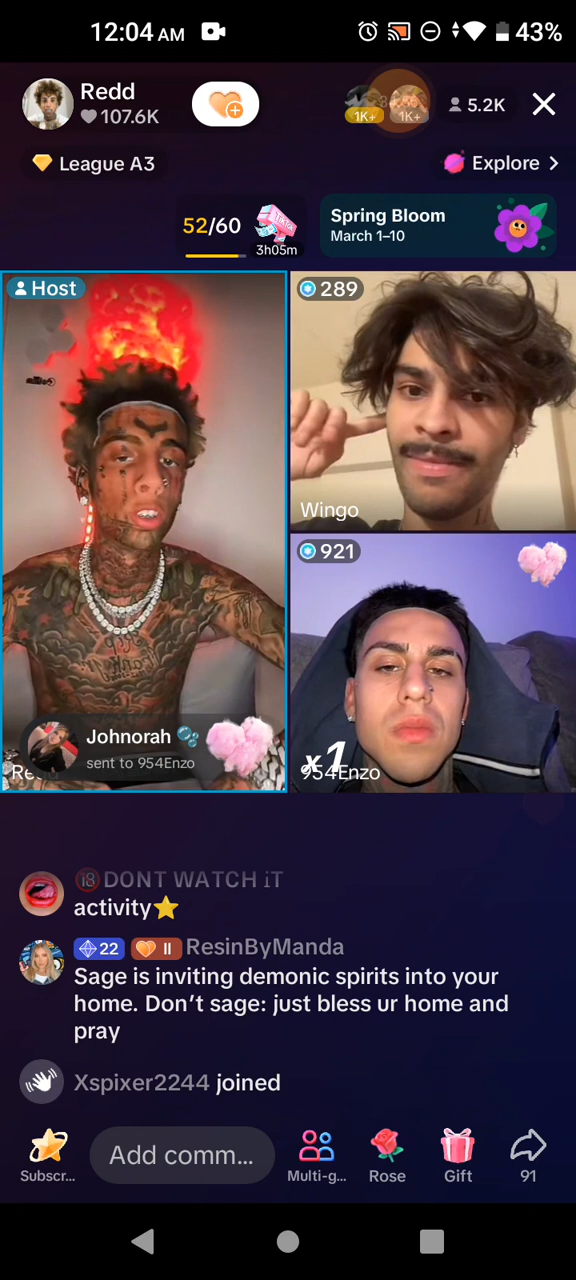 12:04 AM
43%
Redd
107.6K
1K+
1K+
5.2K
League A3
Explore
52/60
TikTok
3h05m
Spring Bloom
March 1–10
Host
289
Wingo
921
Johnorah
sent to 954Enzo
x1
954Enzo
🔞DONT WATCH iT
activity⭐
22
II
ResinByManda
Sage is inviting demonic spirits into your
home. Don’t sage: just bless ur home and
pray
Xspixer2244 joined
Subscr...
Add comm...
Multi-g...
Rose
Gift
91